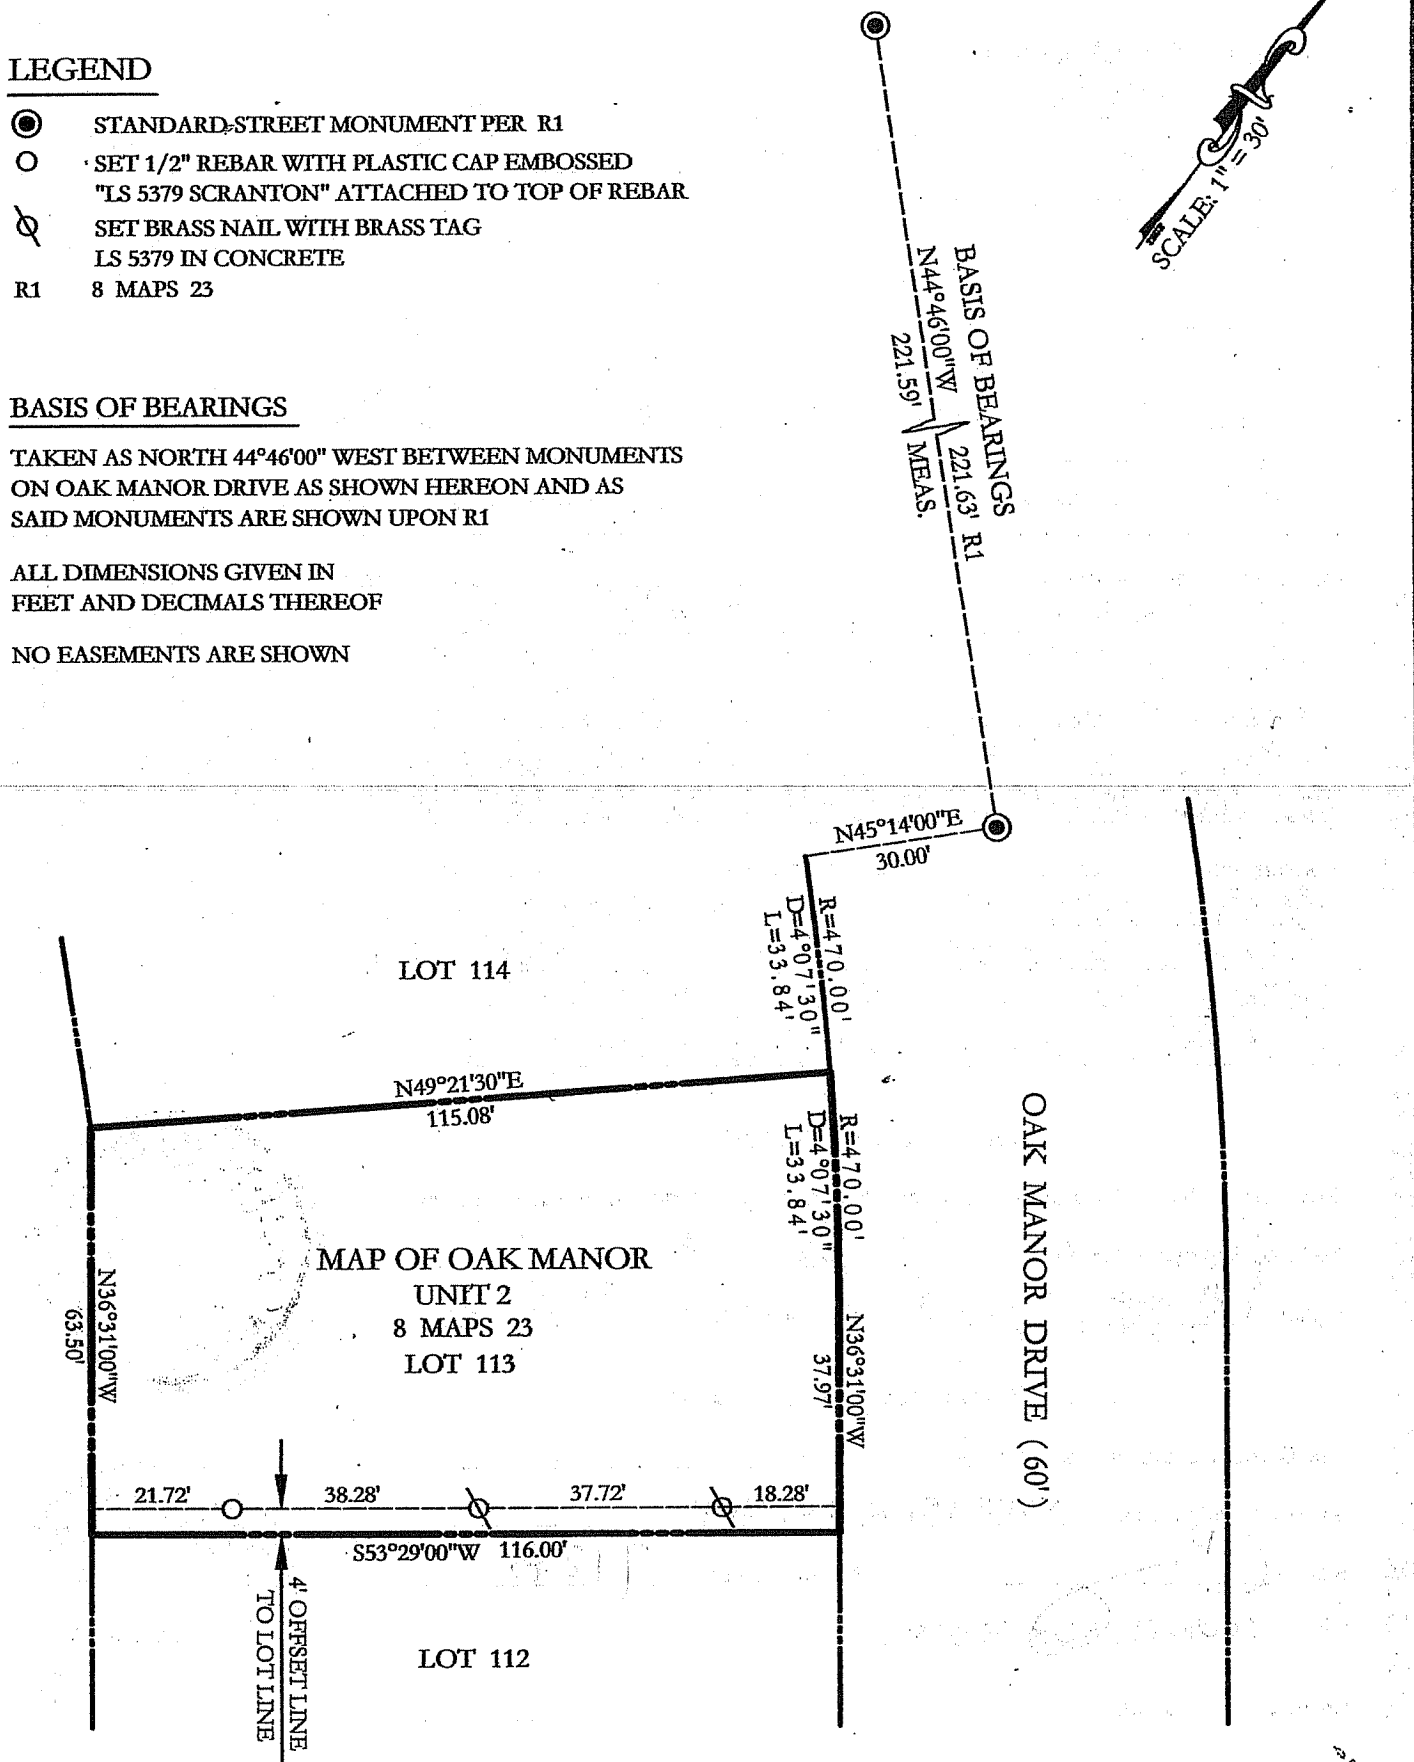 LEGEND
STANDARD STREET MONUMENT PER R1
SET 1/2" REBAR WITH PLASTIC CAP EMBOSSED
"LS 5379 SCRANTON" ATTACHED TO TOP OF REBAR
SET BRASS NAIL WITH BRASS TAG
LS 5379 IN CONCRETE
R1 8 MAPS 23
SCALE: 1" = 30'
BASIS OF BEARINGS
N44°46'00"W 221.63' R1
221.59' MEAS.
BASIS OF BEARINGS
TAKEN AS NORTH 44°46'00" WEST BETWEEN MONUMENTS
ON OAK MANOR DRIVE AS SHOWN HEREON AND AS
SAID MONUMENTS ARE SHOWN UPON R1
ALL DIMENSIONS GIVEN IN
FEET AND DECIMALS THEREOF
NO EASEMENTS ARE SHOWN
N45°14'00"E
30.00'
R=470.00'
D=4°07'30"
L=33.84'
LOT 114
N49°21'30"E
115.08'
R=470.00'
D=4°07'30"
L=33.84'
OAK MANOR DRIVE (60')
MAP OF OAK MANOR
UNIT 2
8 MAPS 23
LOT 113
N36°31'00"W
63.50'
N36°31'00"W
37.97'
21.72' 38.28' 37.72' 18.28'
S53°29'00"W 116.00'
4' OFFSET LINE
TO LOT LINE
LOT 112